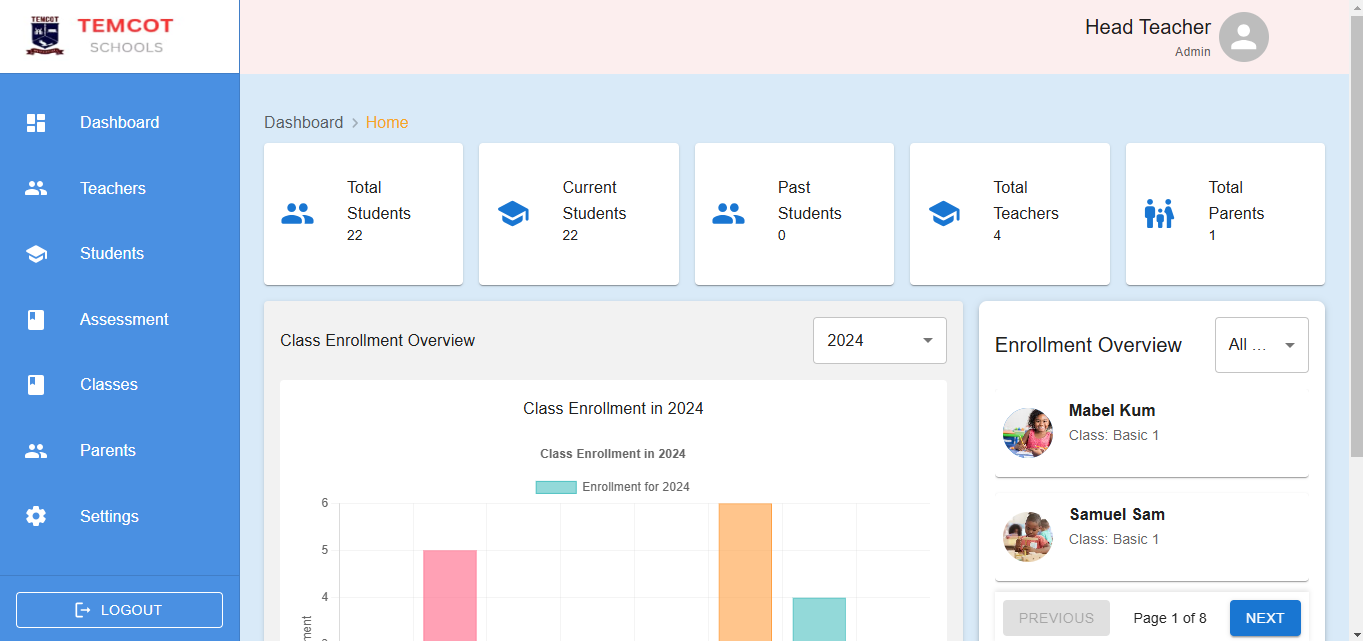 TEMCOT
TEMCOT
SCHOOLS
Head Teacher
Admin
Dashboard
Teachers
Students
Assessment
Classes
Parents
Settings
LOGOUT
Dashboard > Home
Total
Students
22
Current
Students
22
Past
Students
0
Total
Teachers
4
Total
Parents
1
Class Enrollment Overview
2024
Class Enrollment in 2024
Class Enrollment in 2024
Enrollment for 2024
6
5
4
Enrollment Overview
All ...
Mabel Kum
Class: Basic 1
Samuel Sam
Class: Basic 1
PREVIOUS
Page 1 of 8
NEXT